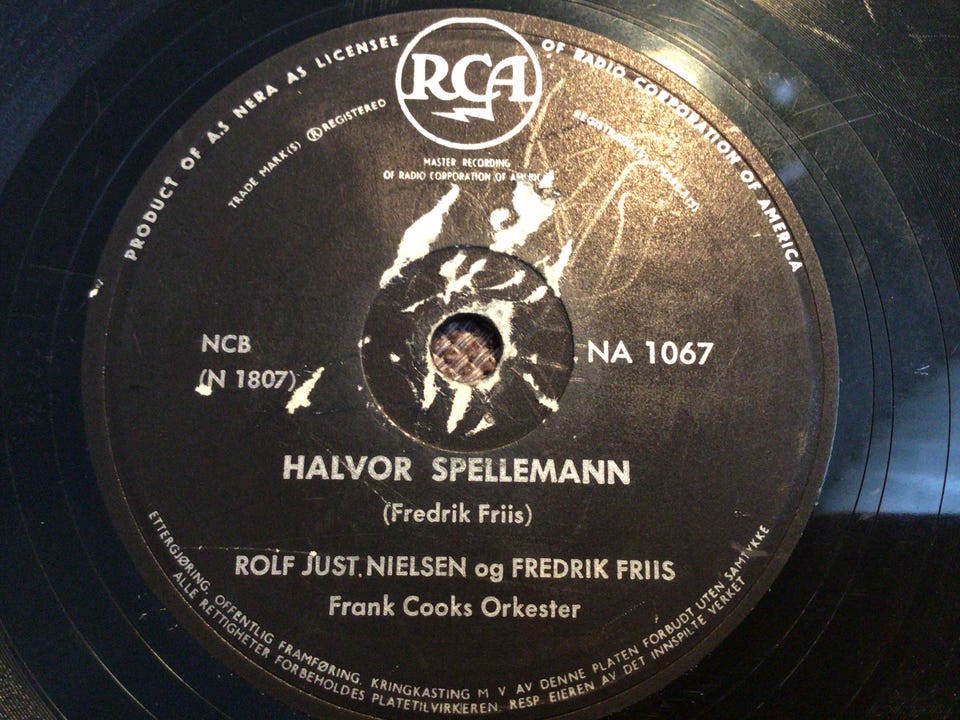 PRODUCT OF A.S NERA AS LICENSEE
OF RADIO CORPORATION OF AMERICA
RCA
TRADE MARK(S) ® REGISTERED
MASTER RECORDING
OF RADIO CORPORATION OF AMERICA
NCB
(N 1807)
NA 1067
HALVOR SPELLEMANN
(Fredrik Friis)
ROLF JUST NIELSEN og FREDRIK FRIIS
Frank Cooks Orkester
ETTERGJØRING, OFFENTLIG FRAMFØRING, KRINGKASTING M V AV DENNE PLATEN FORBUDT UTEN SAMTYKKE
ALLE RETTIGHETER FORBEHOLDES PLATETILVIRKEREN. RESP EIEREN AV DET INNSPILTE VERKET